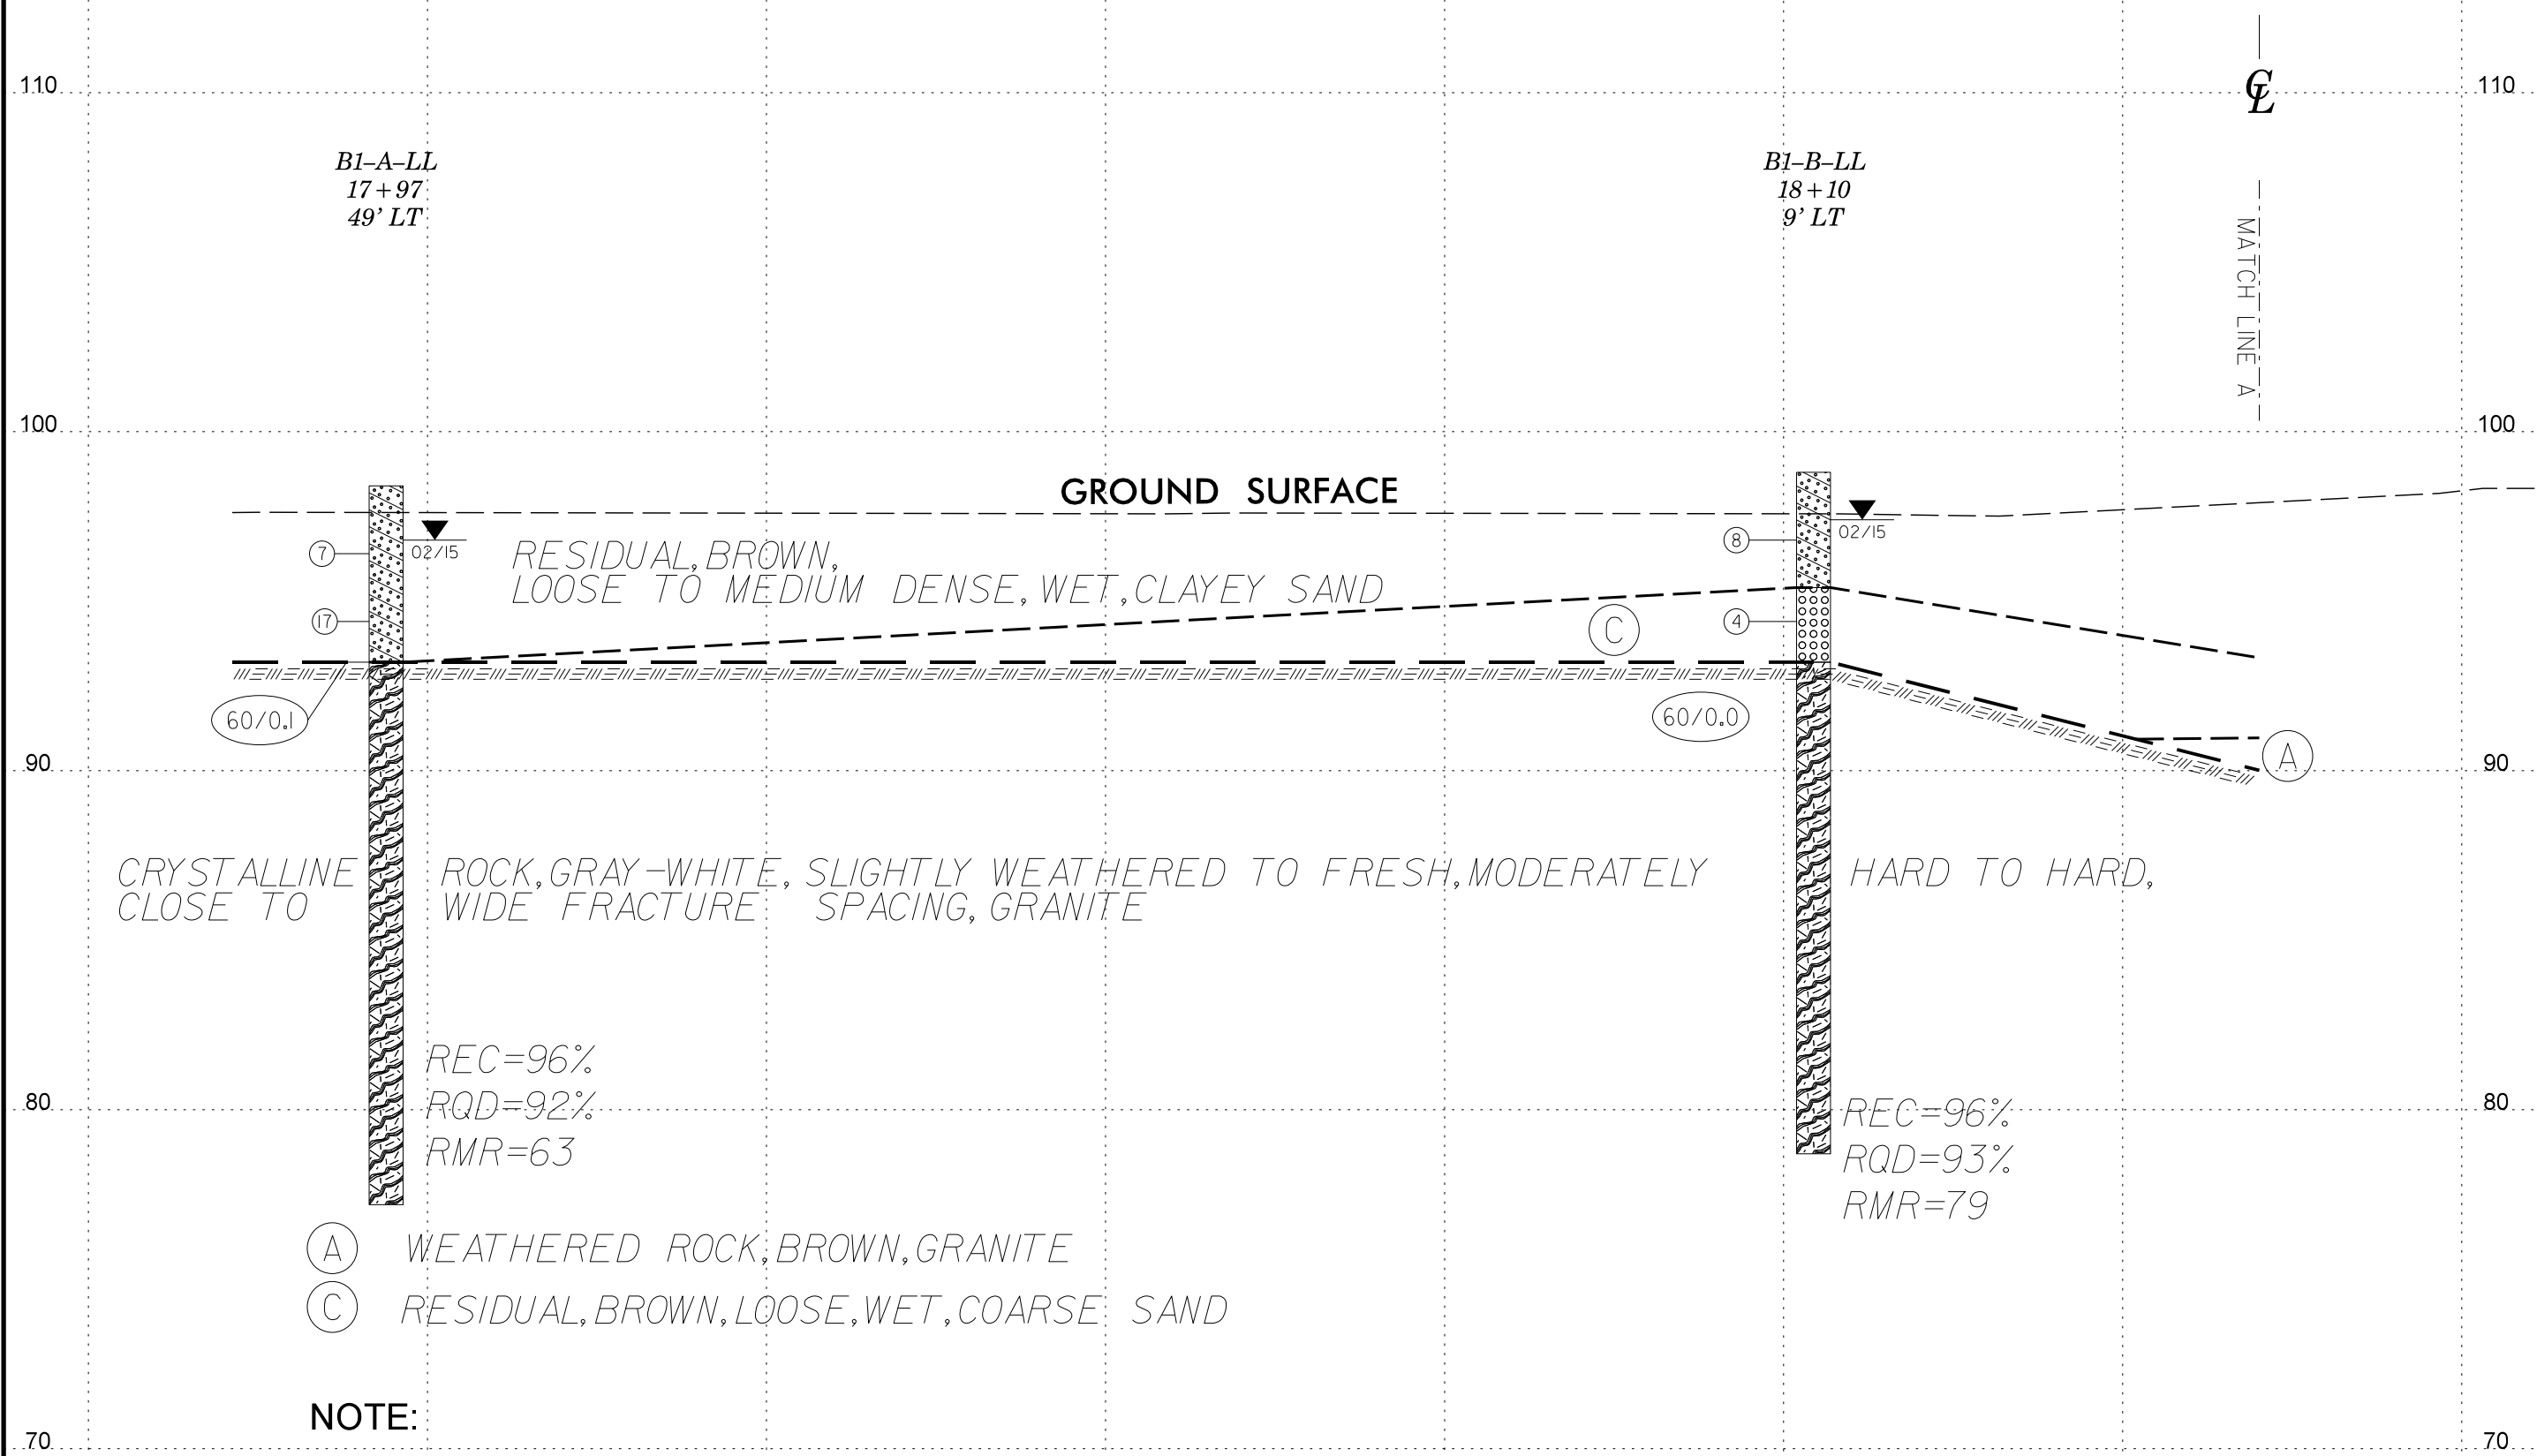 110
110
CL
B1–A–LL
17+97
49’ LT
B1–B–LL
18+10
9’ LT
MATCH LINE A
100
100
GROUND SURFACE
02/15
02/15
7
8
RESIDUAL, BROWN,
LOOSE TO MEDIUM DENSE, WET, CLAYEY SAND
17
C
4
60/0.1
60/0.0
A
90
90
CRYSTALLINE ROCK, GRAY-WHITE, SLIGHTLY WEATHERED TO FRESH, MODERATELY HARD TO HARD,
CLOSE TO WIDE FRACTURE SPACING, GRANITE
REC=96%
RQD=92%
RMR=63
80
80
REC=96%
RQD=93%
RMR=79
A WEATHERED ROCK, BROWN, GRANITE
C RESIDUAL, BROWN, LOOSE, WET, COARSE SAND
NOTE:
70
70